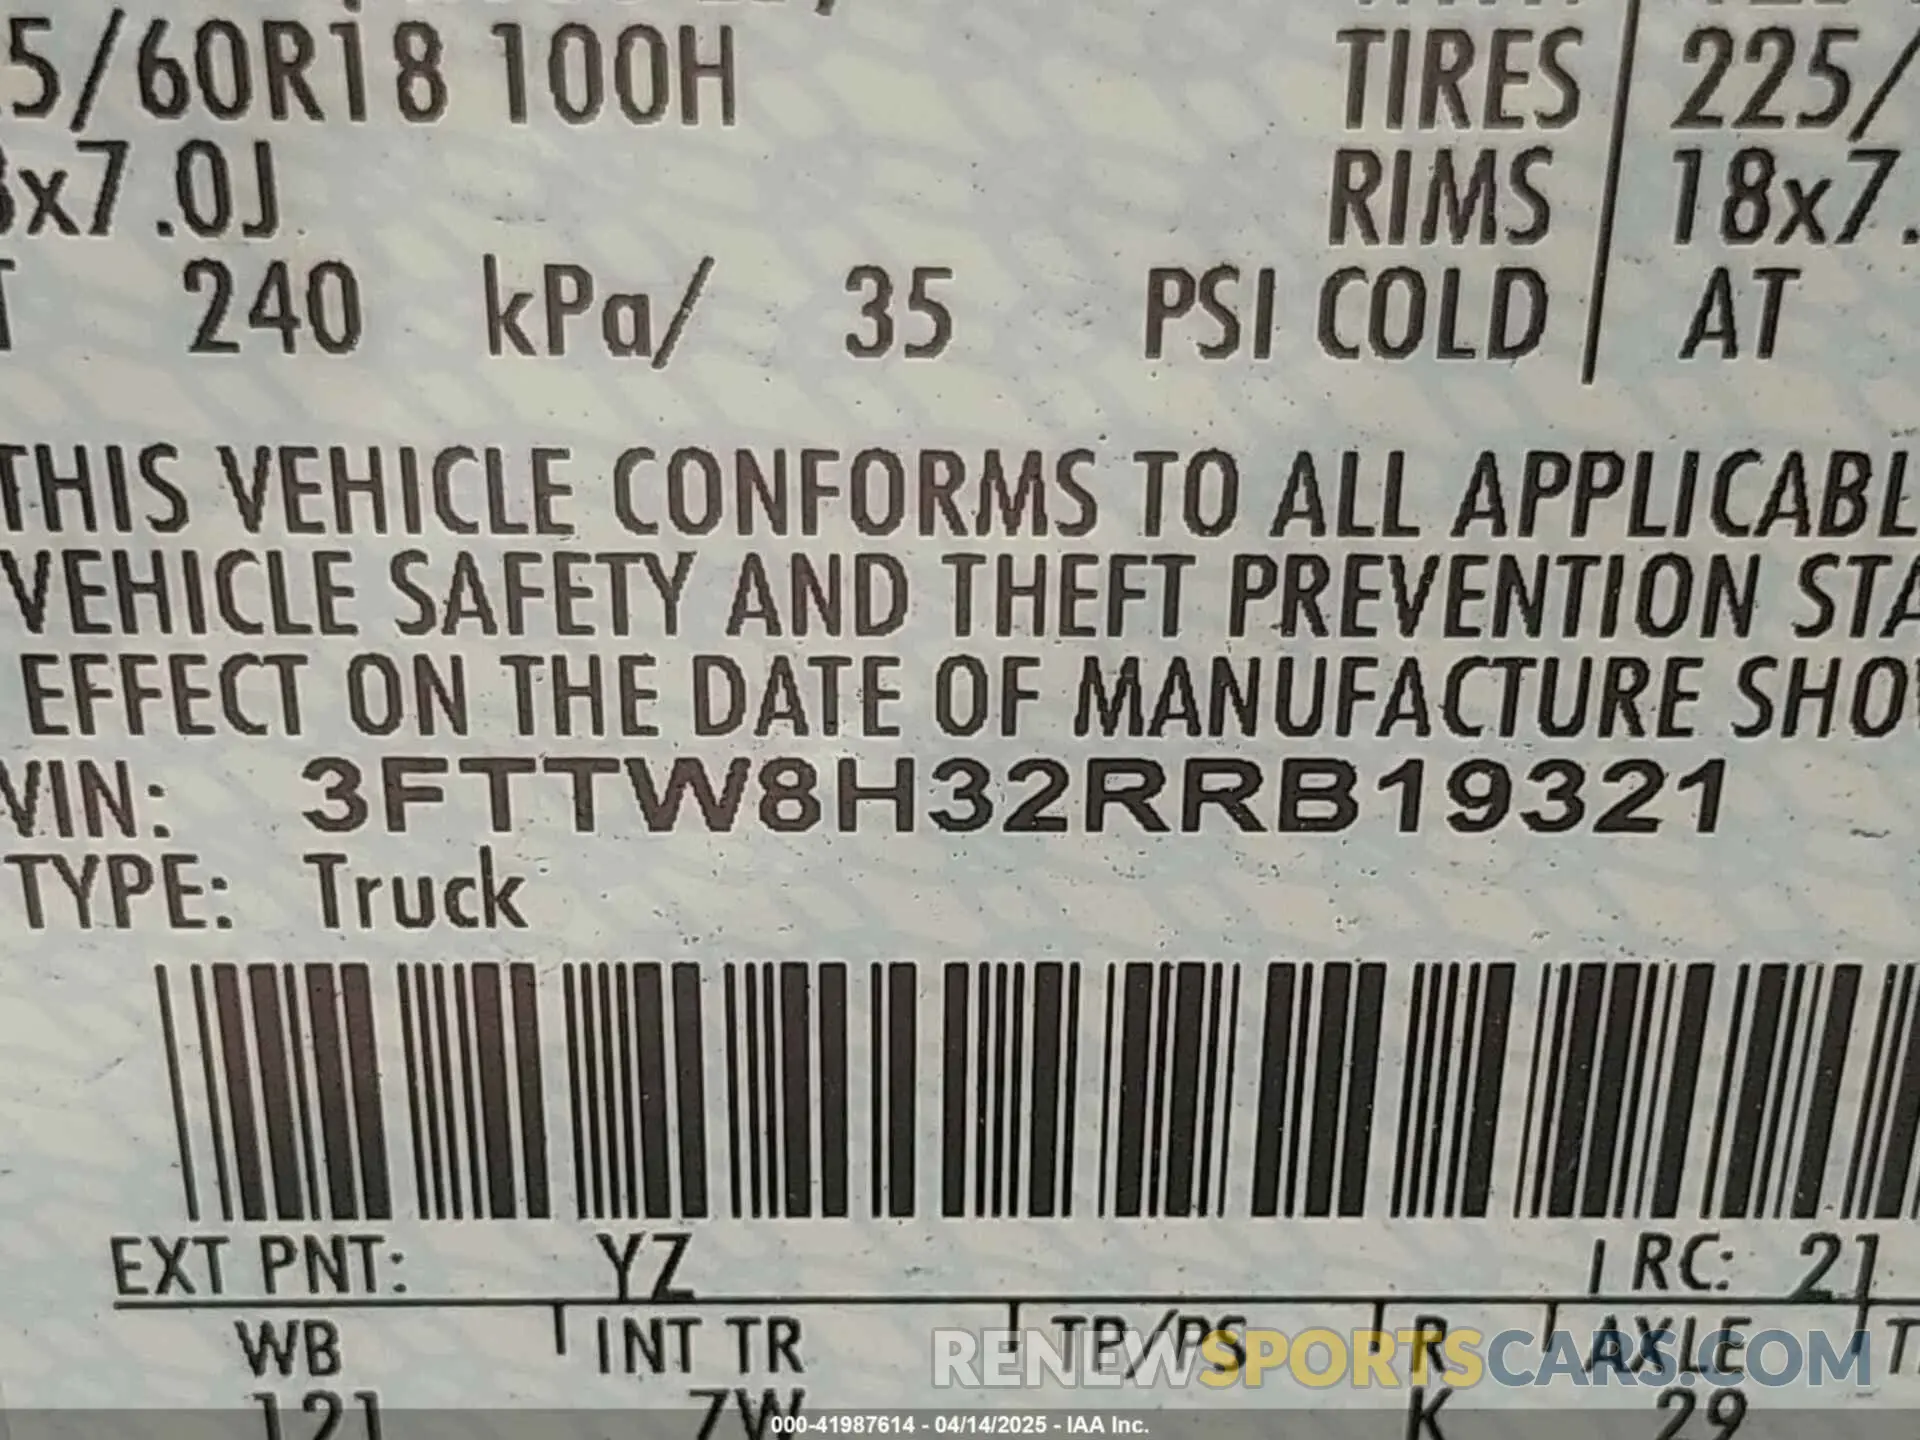 5/60R18 100H TIRES 225/
x7.0J RIMS 18x7.
240 kPa/ 35 PSI COLD AT
THIS VEHICLE CONFORMS TO ALL APPLICABL
VEHICLE SAFETY AND THEFT PREVENTION STA
EFFECT ON THE DATE OF MANUFACTURE SHO
VIN: 3FTTW8H32RRB19321
TYPE: Truck
EXT PNT: YZ RC: 21
WB INT TR TP/PS R AXLE T
121 7W K 29
RENEWSPORTSCARS.COM
000-41987614 - 04/14/2025 - IAA Inc.